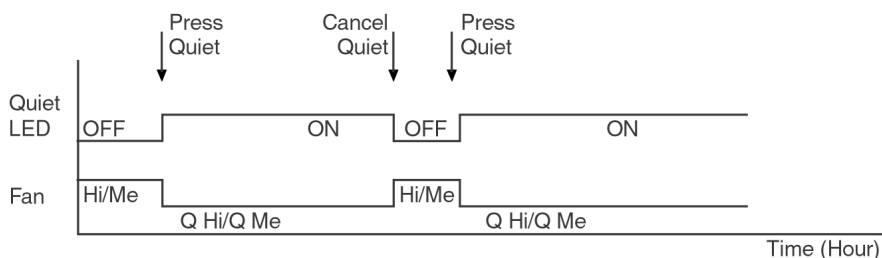 Press
Quiet
Cancel
Quiet
Press
Quiet
Quiet
LED
OFF
ON
OFF
ON
Fan
Hi/Me
Q Hi/Q Me
Hi/Me
Q Hi/Q Me
Time (Hour)